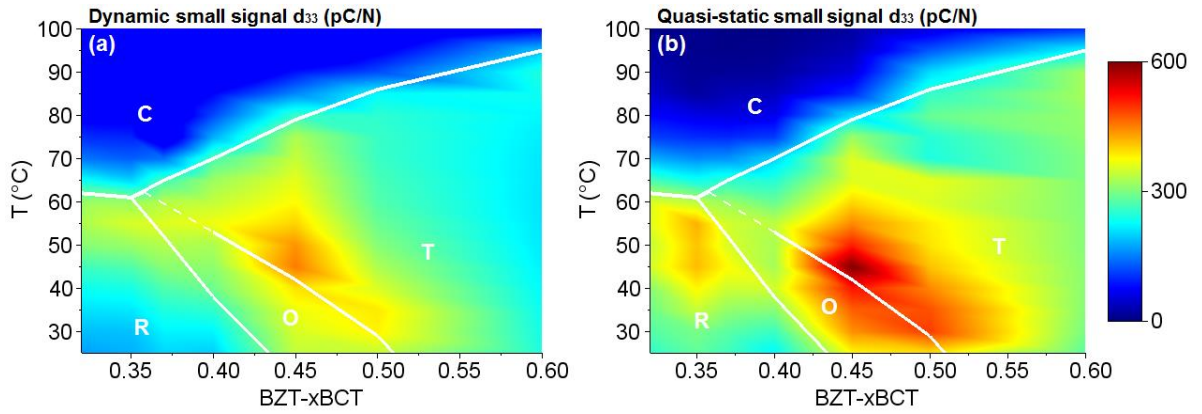 Dynamic small signal d₃₃ (pC/N)
Quasi-static small signal d₃₃ (pC/N)
(a)
100
90
80
70
60
50
40
30
T (°C)
C
R
O
T
0.35 0.40 0.45 0.50 0.55 0.60
BZT-xBCT
(b)
100
90
80
70
60
50
40
30
T (°C)
C
R
O
T
0.35 0.40 0.45 0.50 0.55 0.60
BZT-xBCT
600
300
0